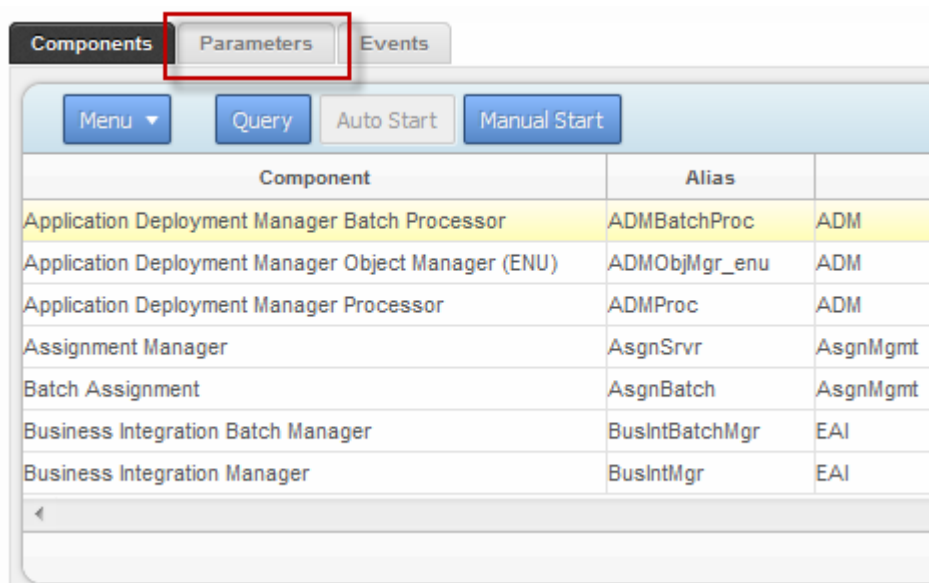 Components Parameters Events
Menu Query Auto Start Manual Start
Component Alias
Application Deployment Manager Batch Processor ADMBatchProc ADM
Application Deployment Manager Object Manager (ENU) ADMObjMgr_enu ADM
Application Deployment Manager Processor ADMProc ADM
Assignment Manager AsgnSrvr AsgnMgmt
Batch Assignment AsgnBatch AsgnMgmt
Business Integration Batch Manager BusIntBatchMgr EAI
Business Integration Manager BusIntMgr EAI